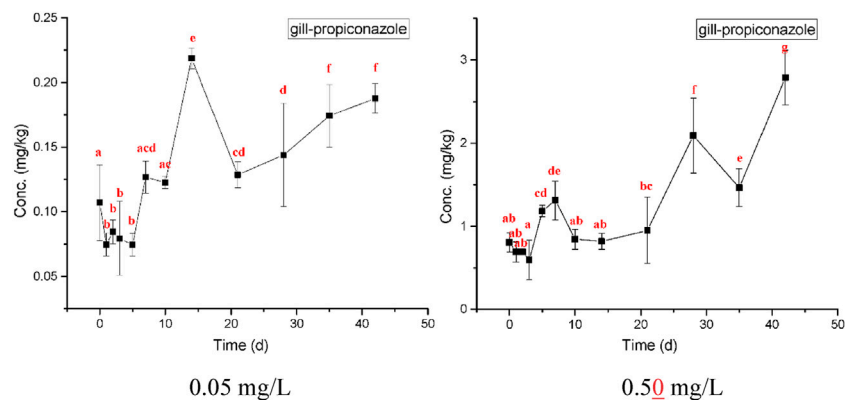 gill-propiconazole
0.25
0.20
0.15
0.10
0.05
Conc. (mg/kg)
a
b
b
b
b
acd
ac
e
cd
d
f
f
0
10
20
30
40
50
Time (d)
0.05 mg/L
gill-propiconazole
3
2
1
0
Conc. (mg/kg)
ab
ab
ab
a
cd
de
ab
ab
bc
f
e
g
0
10
20
30
40
50
Time (d)
0.50 mg/L